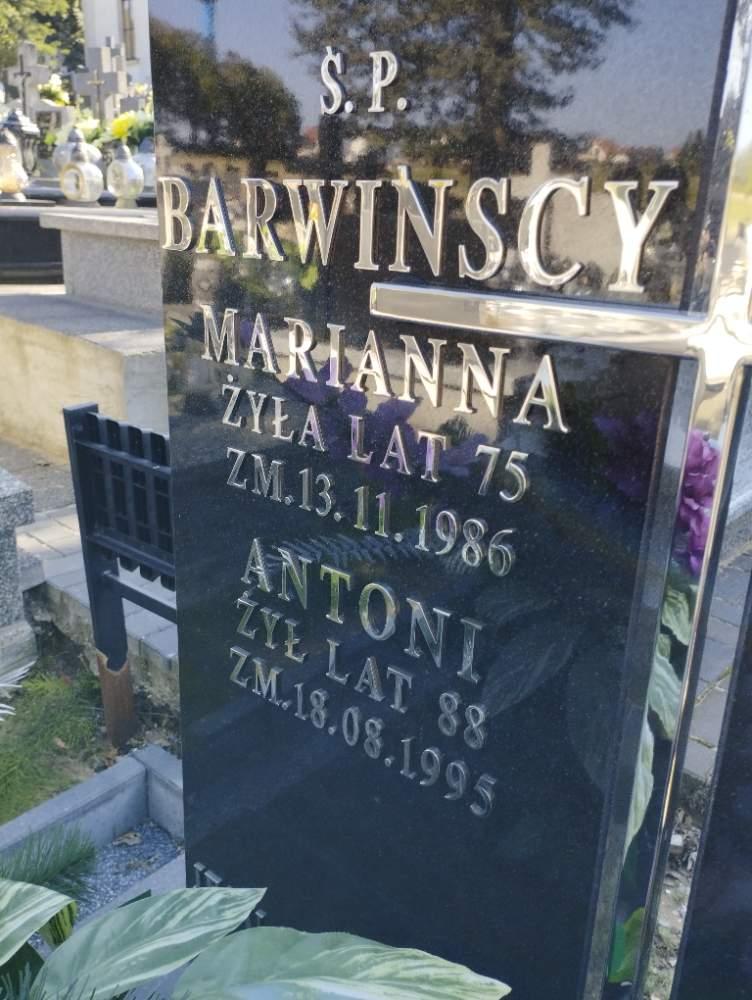 Ś.P.
BARWIŃSCY
MARIANNA
ŻYŁA LAT 75
ZM.13.11.1986
ANTONI
ŻYŁ LAT 88
ZM.18.08.1995